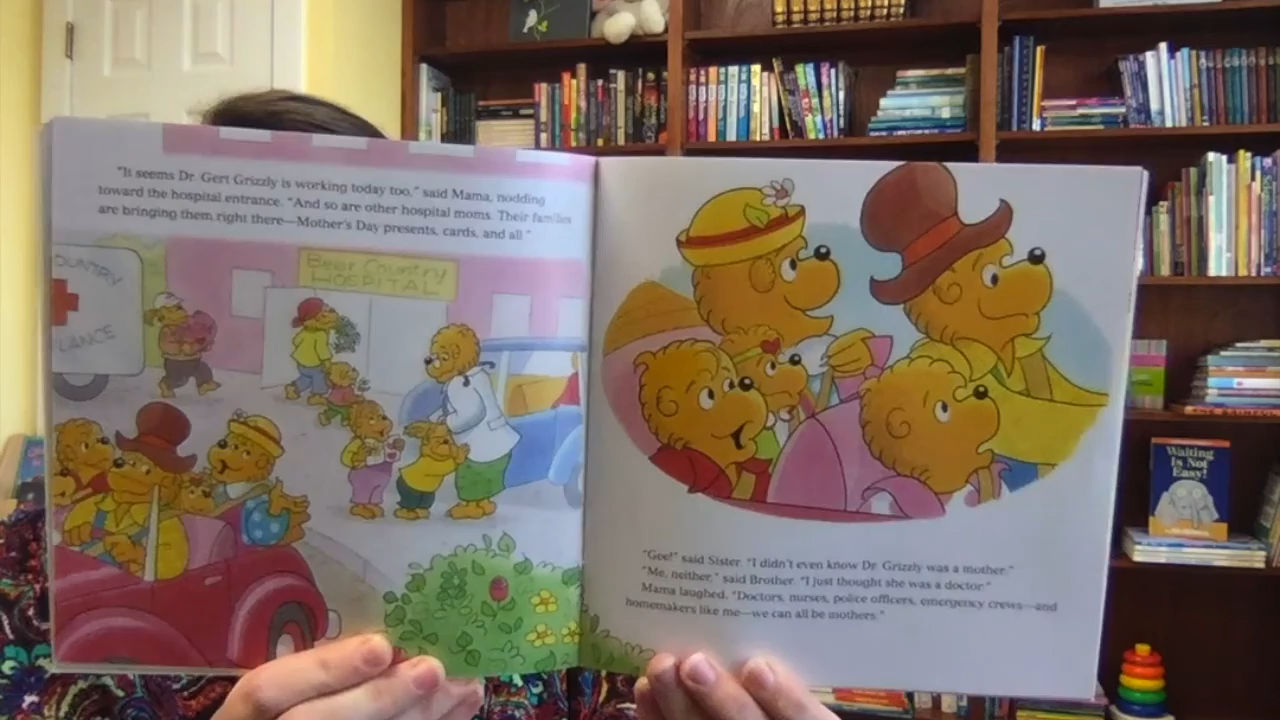 "It seems Dr. Gert Grizzly is working today too," said Mama, nodding
toward the hospital entrance. "And so are other hospital moms. Their families
are bringing them right there—Mother's Day presents, cards, and all."
Bear Country
HOSPITAL
OUNTRY
LANCE
"Gee!" said Sister. "I didn't even know Dr. Grizzly was a mother."
"Me, neither," said Brother. "I just thought she was a doctor."
Mama laughed. "Doctors, nurses, police officers, emergency crews—and
homemakers like me—we can all be mothers."
Waiting
Is Not
Easy!